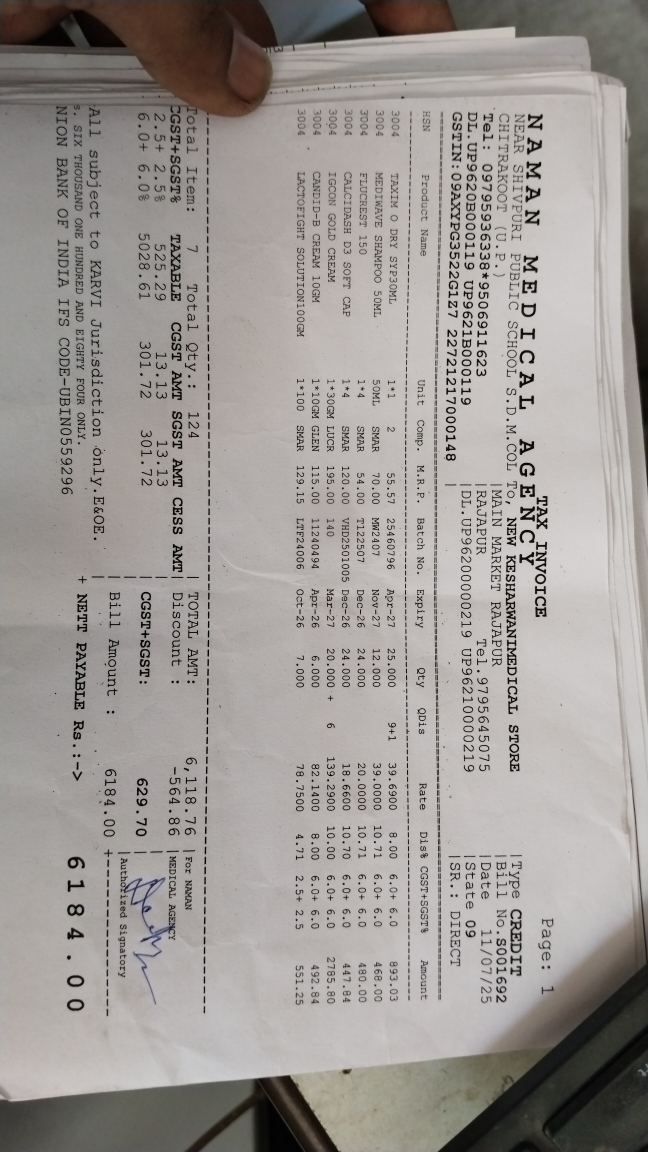 TAX INVOICE
Page: 1
NAMAN MEDICAL AGENCY
NEAR SHIVPURI PUBLIC SCHOOL S.D.M.COL
CHITRAKOOT (U.P.)
Tel: 09795936338*9506911623
DL.UP9620B000119 UP9621B000119
GSTIN:09AXYPG3522G1Z7 22721217000148
To, NEW KESHARWANIMEDICAL STORE
MAIN MARKET RAJAPUR
RAJAPUR Tel.9795645075
DL.UP96200000219 UP96210000219
Type CREDIT
Bill No.S001692
Date 11/07/25
State 09
SR.: DIRECT
HSN Product Name Unit Comp. M.R.P. Batch No. Expiry Qty QDis Rate Dis% CGST+SGST% Amount
3004 TAXIM O DRY SYP30ML 1*1 2 55.57 25460796 Apr-27 25.000 9+1 39.6900 8.00 6.0+ 6.0 893.03
3004 MEDIWAVE SHAMPOO 50ML 50ML SMAR 70.00 MW2407 Nov-27 12.000 39.0000 10.71 6.0+ 6.0 468.00
3004 FLUCREST 150 1*4 SMAR 54.00 T122507 Dec-26 24.000 20.0000 10.71 6.0+ 6.0 480.00
3004 CALCIDASH D3 SOFT CAP 1*4 SMAR 120.00 VHD2501005 Dec-26 24.000 18.6600 10.70 6.0+ 6.0 447.84
3004 IGCON GOLD CREAM 1*30GM LUCR 195.00 140 Mar-27 20.000 + 6 139.2900 10.00 6.0+ 6.0 2785.80
3004 CANDID-B CREAM 10GM 1*10GM GLEN 115.00 11240494 Apr-26 6.000 82.1400 8.00 6.0+ 6.0 492.84
3004 LACTOFIGHT SOLUTION100GM 1*100 SMAR 129.15 LTF24006 Oct-26 7.000 78.7500 4.71 2.5+ 2.5 551.25
Total Item: 7 Total Qty.: 124
CGST+SGST% TAXABLE CGST AMT SGST AMT CESS AMT
2.5+ 2.5% 525.29 13.13 13.13
6.0+ 6.0% 5028.61 301.72 301.72
TOTAL AMT: 6,118.76
Discount : -564.86
CGST+SGST: 629.70
Bill Amount : 6184.00
For NAMAN
MEDICAL AGENCY
Authorized Signatory
All subject to KARVI Jurisdiction only.E&OE.
s. SIX THOUSAND ONE HUNDRED AND EIGHTY FOUR ONLY.
NION BANK OF INDIA IFS CODE-UBIN0559296
+ NETT PAYABLE Rs.:-> 6184.00